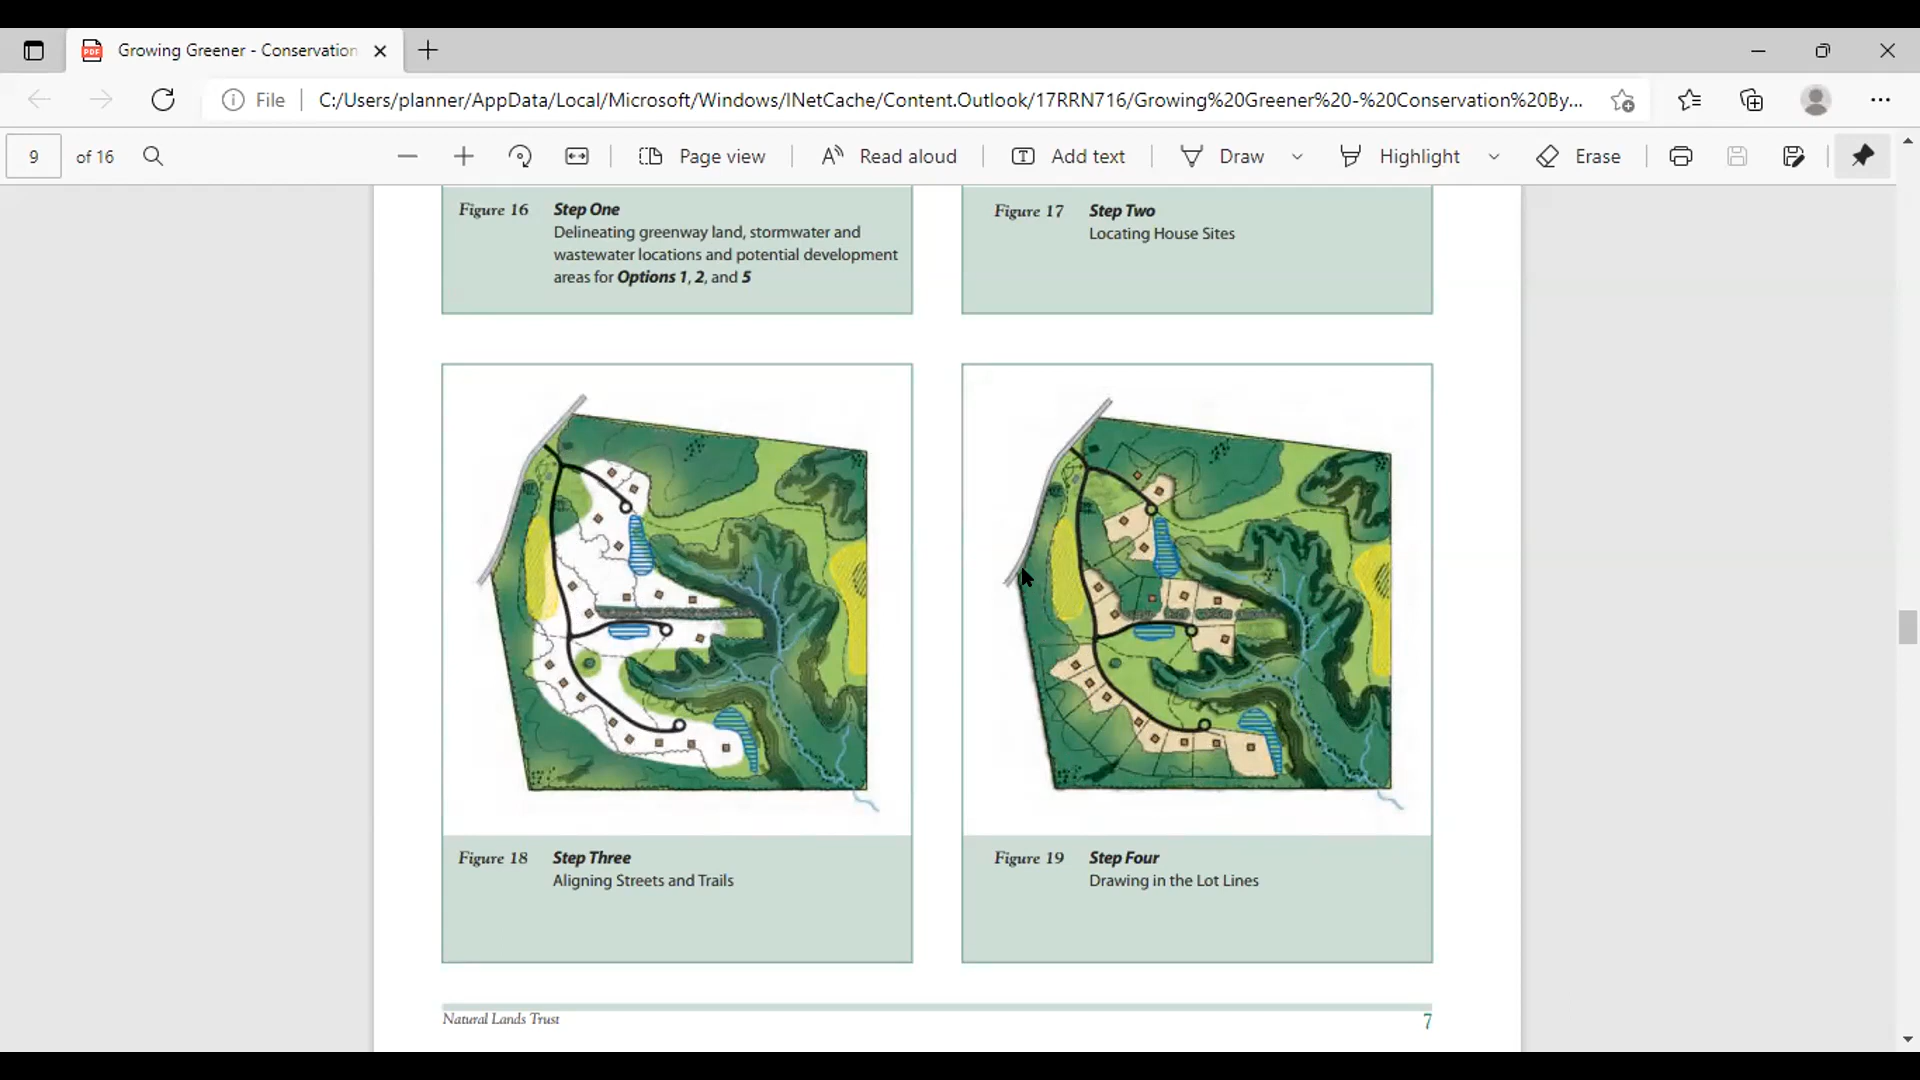 Growing Greener - Conservation
File
C:/Users/planner/AppData/Local/Microsoft/Windows/INetCache/Content.Outlook/17RRN716/Growing%20Greener%20-%20Conservation%20By...
9 of 16
Page view
Read aloud
Add text
Draw
Highlight
Erase
Figure 16 Step One
Delineating greenway land, stormwater and
wastewater locations and potential development
areas for Options 1, 2, and 5
Figure 17 Step Two
Locating House Sites
Figure 18 Step Three
Aligning Streets and Trails
Figure 19 Step Four
Drawing in the Lot Lines
Natural Lands Trust
7